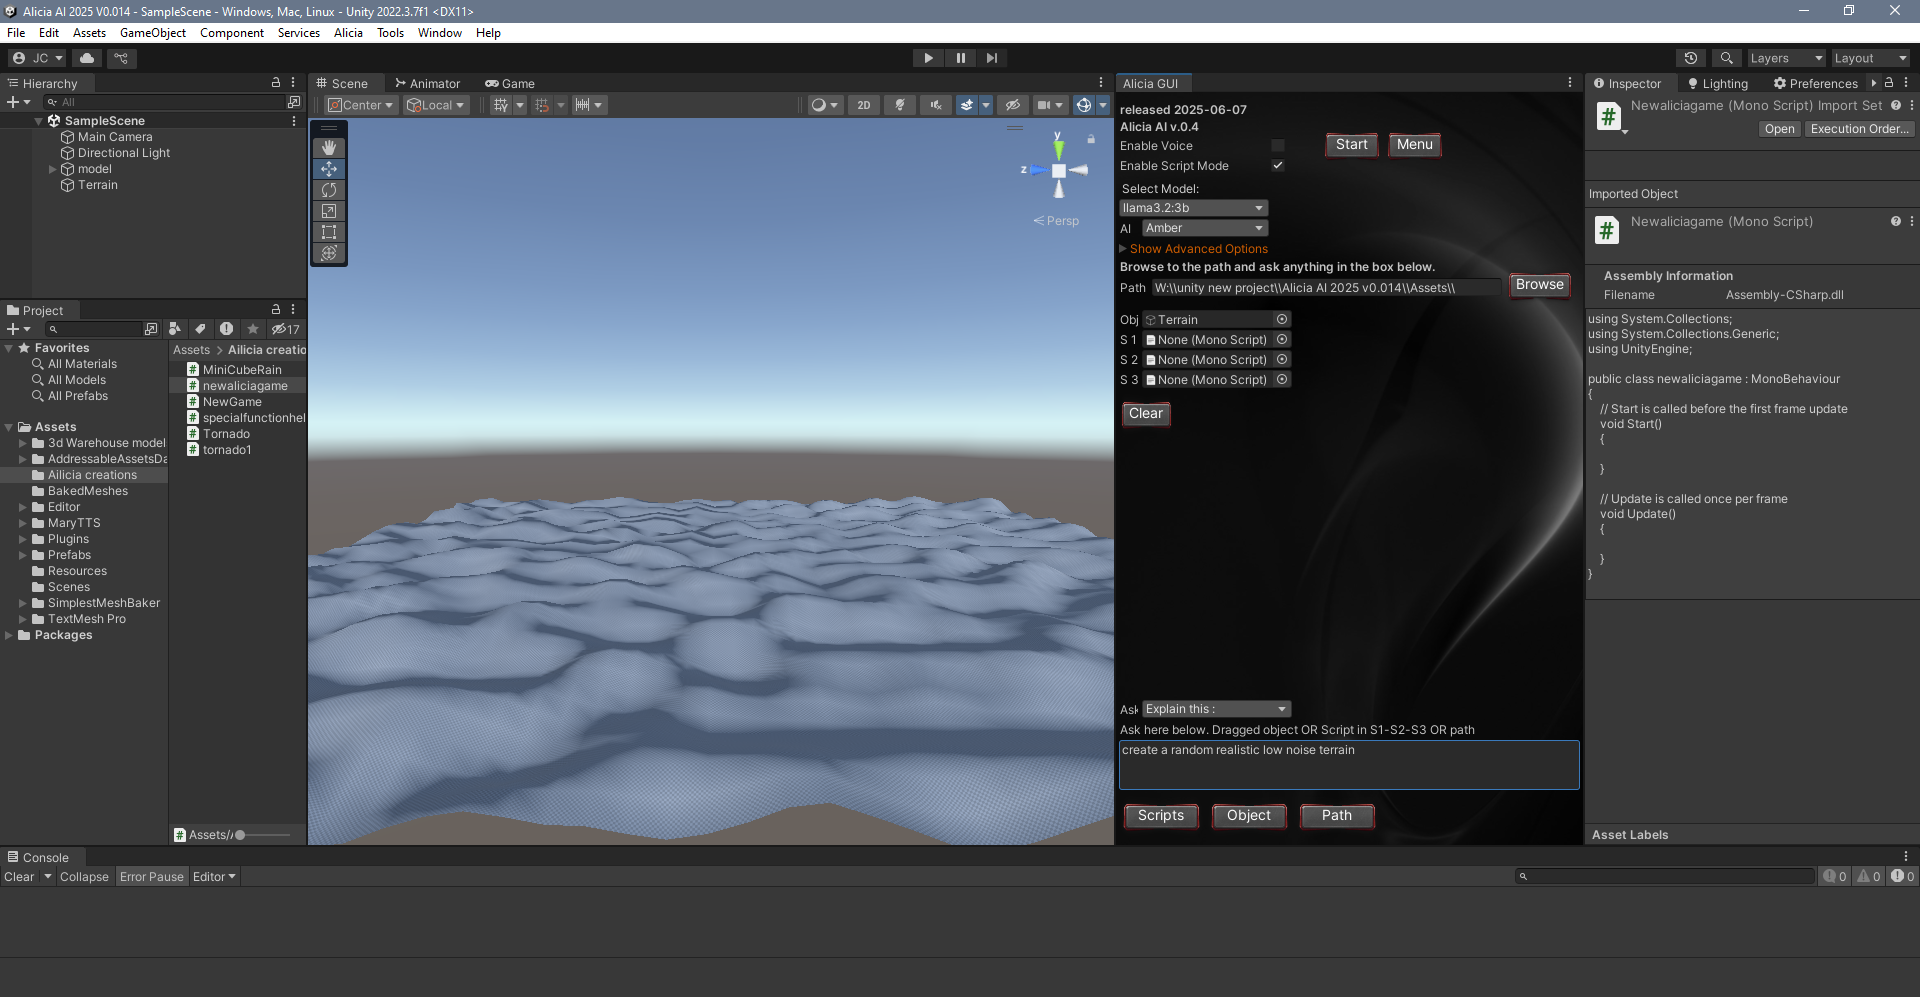 Alicia AI 2025 V0.014 - SampleScene - Windows, Mac, Linux - Unity 2022.3.7f1 <DX11>
File Edit Assets GameObject Component Services Alicia Tools Window Help
JC
Layers Layout
Hierarchy
All
SampleScene
Main Camera
Directional Light
model
Terrain
Project
17
Favorites
All Materials
All Models
All Prefabs
Assets
3d Warehouse model
AddressableAssetsDa
Ailicia creations
BakedMeshes
Editor
MaryTTS
Plugins
Prefabs
Resources
Scenes
SimplestMeshBaker
TextMesh Pro
Packages
Assets > Ailicia creatio
MiniCubeRain
newaliciagame
NewGame
specialfunctionhel
Tornado
tornado1
Assets/A
Scene Animator Game
Center Local 2D
y
z
< Persp
Alicia GUI
released 2025-06-07
Alicia AI v.0.4
Enable Voice
Enable Script Mode
Start Menu
Select Model:
llama3.2:3b
AI Amber
Show Advanced Options
Browse to the path and ask anything in the box below.
Path W:\\unity new project\\Alicia AI 2025 v0.014\\Assets\\ Browse
Obj Terrain
S 1 None (Mono Script)
S 2 None (Mono Script)
S 3 None (Mono Script)
Clear
Ask Explain this :
Ask here below. Dragged object OR Script in S1-S2-S3 OR path
create a random realistic low noise terrain
Scripts Object Path
Inspector Lighting Preferences
Newaliciagame (Mono Script) Import Set
Open Execution Order...
Imported Object
Newaliciagame (Mono Script)
Assembly Information
Filename Assembly-CSharp.dll
using System.Collections;
using System.Collections.Generic;
using UnityEngine;
public class newaliciagame : MonoBehaviour
{
// Start is called before the first frame update
void Start()
{
}
// Update is called once per frame
void Update()
{
}
}
Asset Labels
Console
Clear Collapse Error Pause Editor
0 0 0